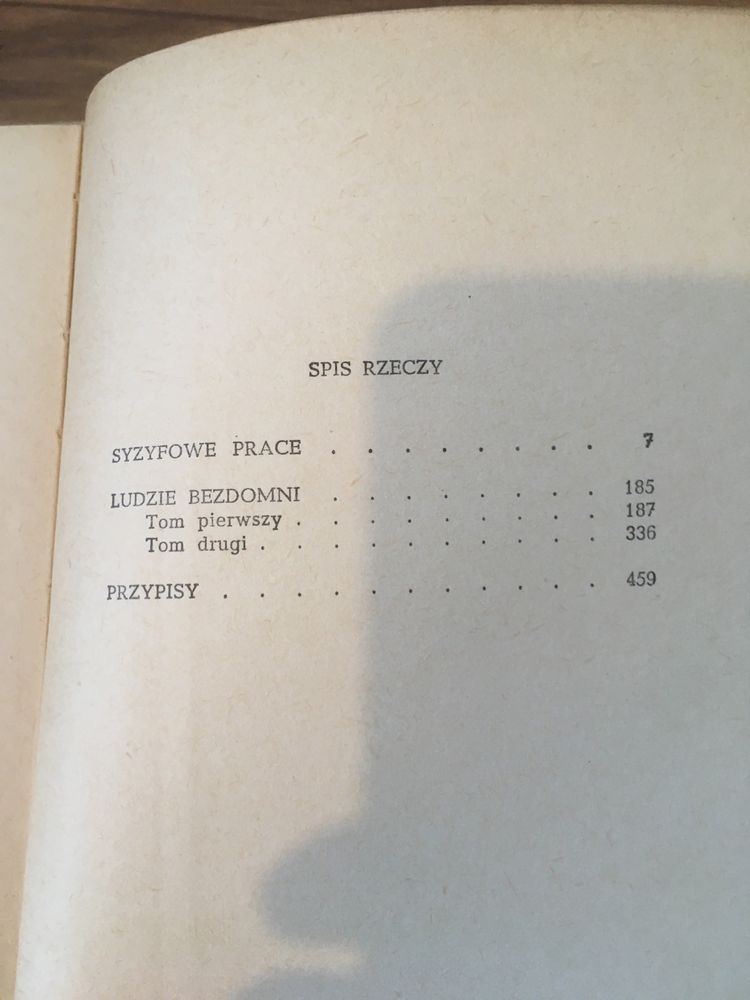 SPIS RZECZY
SYZYFOWE PRACE . . . . . . . . 7
LUDZIE BEZDOMNI . . . . . . . . 185
Tom pierwszy . . . . . . . . . 187
Tom drugi . . . . . . . . . . 336
PRZYPISY . . . . . . . . . . . 459